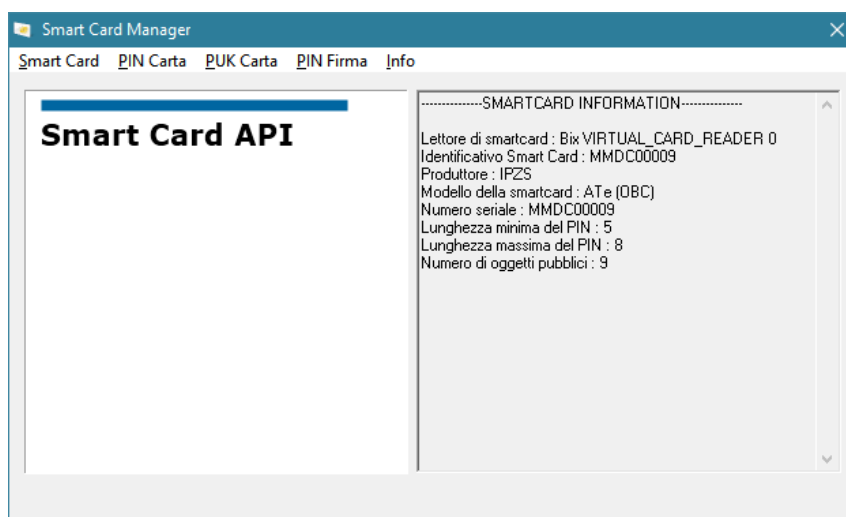 Smart Card Manager
Smart Card PIN Carta PUK Carta PIN Firma Info
Smart Card API
---------------SMARTCARD INFORMATION---------------
Lettore di smartcard : Bix VIRTUAL_CARD_READER 0
Identificativo Smart Card : MMDC00009
Produttore : IPZS
Modello della smartcard : ATe (OBC)
Numero seriale : MMDC00009
Lunghezza minima del PIN : 5
Lunghezza massima del PIN : 8
Numero di oggetti pubblici : 9